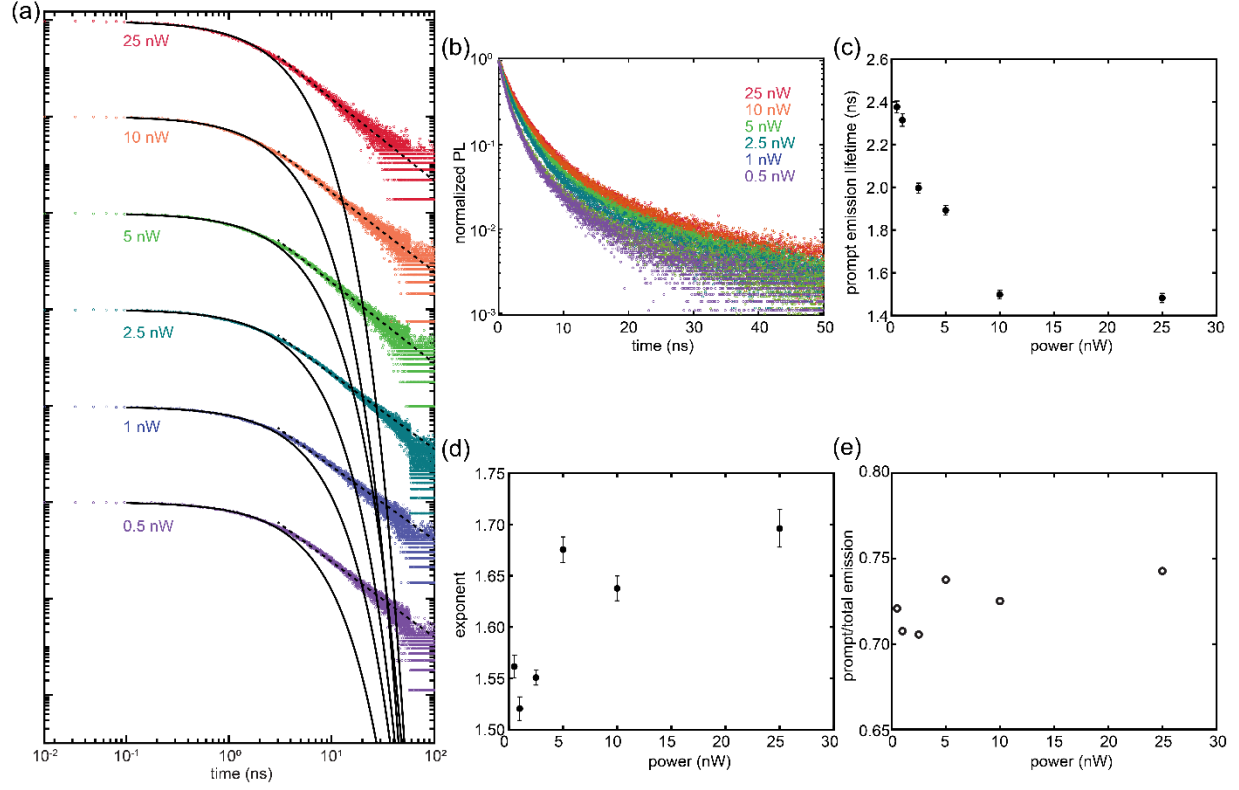 (a)
25 nW
10 nW
5 nW
2.5 nW
1 nW
0.5 nW
10⁻² 10⁻¹ 10⁰ 10¹ 10²
time (ns)
(b)
normalized PL
10⁰
10⁻¹
10⁻²
10⁻³
25 nW
10 nW
5 nW
2.5 nW
1 nW
0.5 nW
0 10 20 30 40 50
time (ns)
(c)
prompt emission lifetime (ns)
2.6
2.4
2.2
2.0
1.8
1.6
1.4
0 5 10 15 20 25 30
power (nW)
(d)
exponent
1.75
1.70
1.65
1.60
1.55
1.50
0 5 10 15 20 25 30
power (nW)
(e)
prompt/total emission
0.80
0.75
0.70
0.65
0 5 10 15 20 25 30
power (nW)